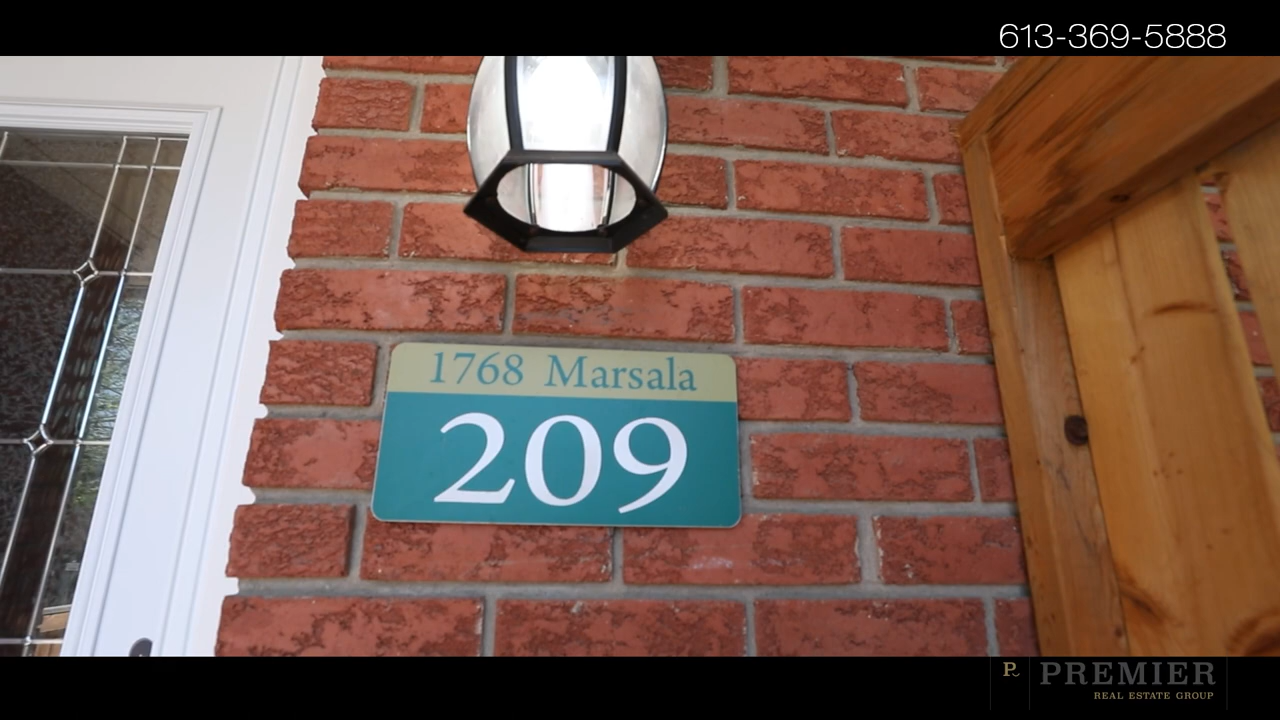 613-369-5888
1768 Marsala
209
P.
PREMIER
REAL ESTATE GROUP